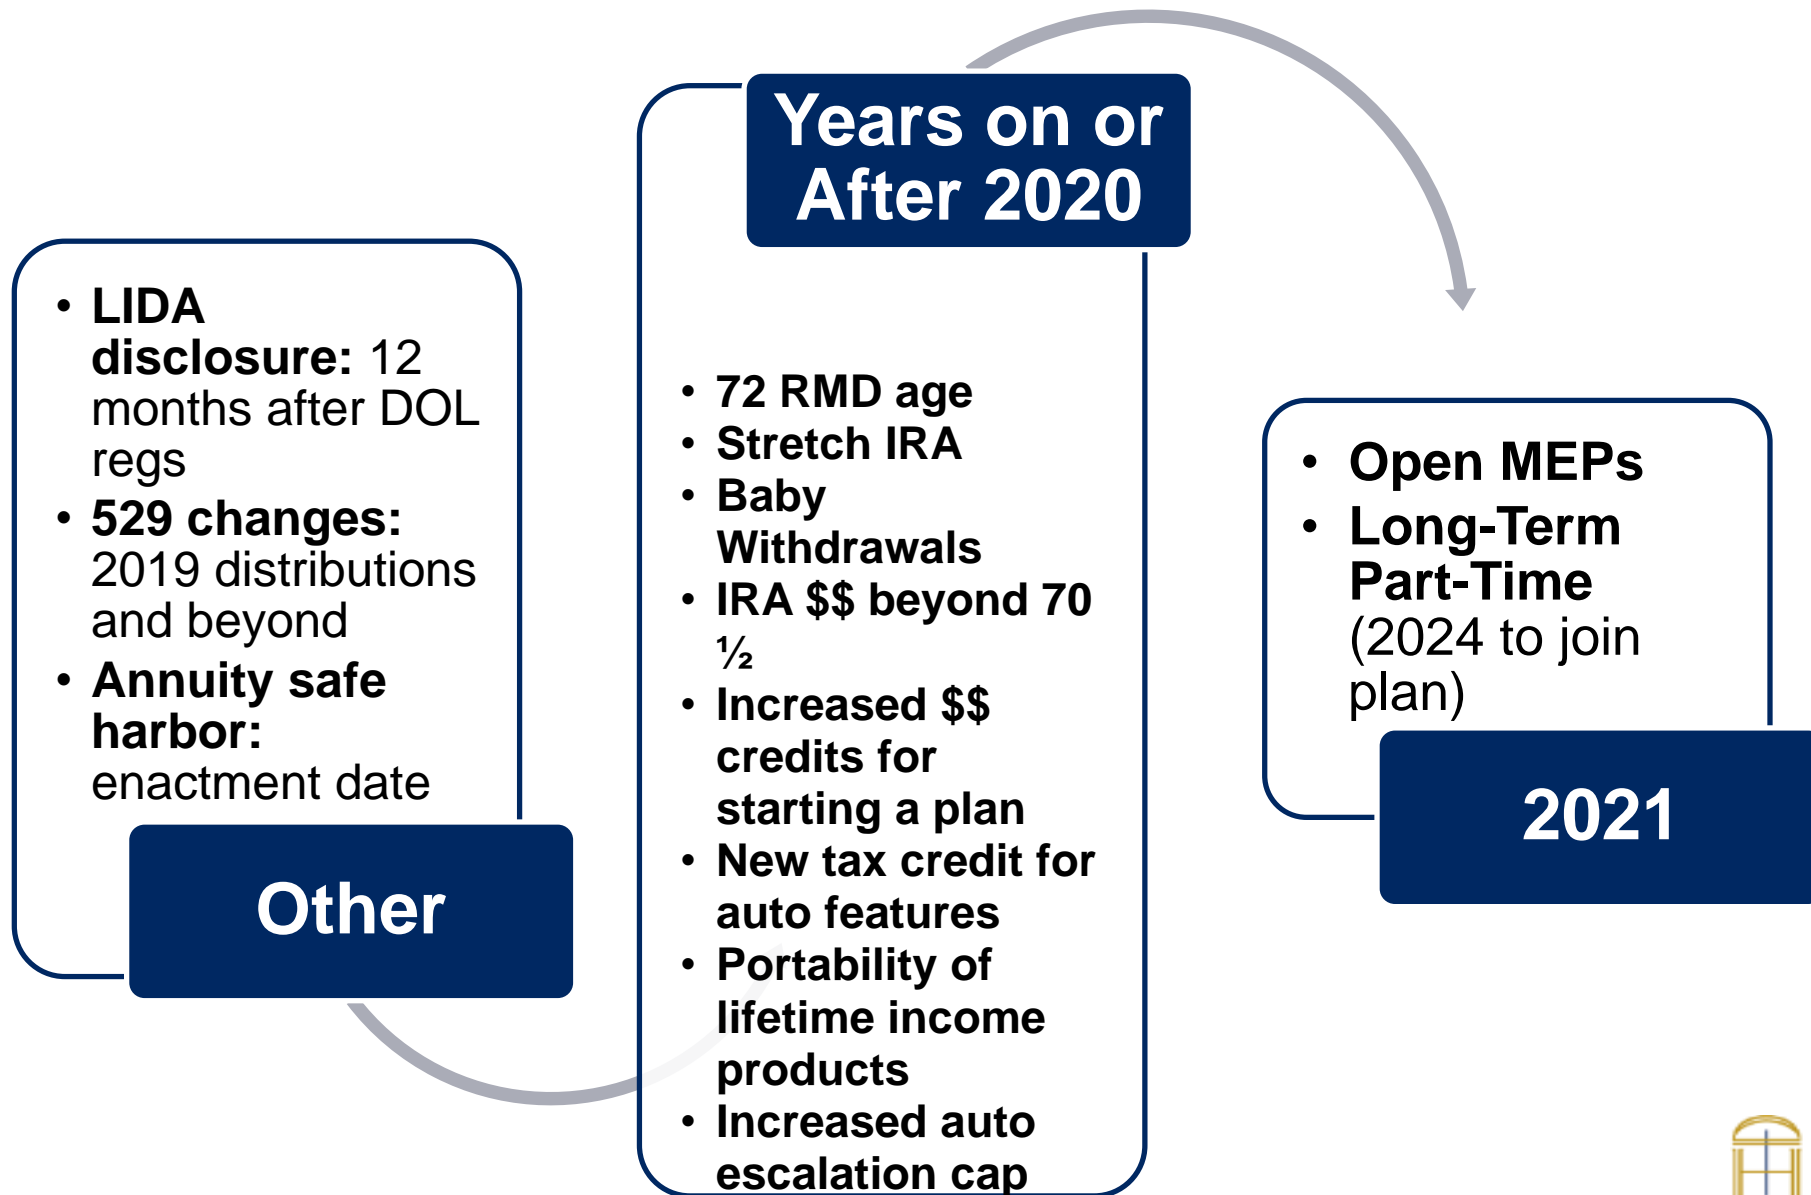 • LIDA
disclosure: 12
months after DOL
regs
• 529 changes:
2019 distributions
and beyond
• Annuity safe
harbor:
enactment date
Other
Years on or
After 2020
• 72 RMD age
• Stretch IRA
• Baby
Withdrawals
• IRA $$ beyond 70
½
• Increased $$
credits for
starting a plan
• New tax credit for
auto features
• Portability of
lifetime income
products
• Increased auto
escalation cap
• Open MEPs
• Long-Term
Part-Time
(2024 to join
plan)
2021